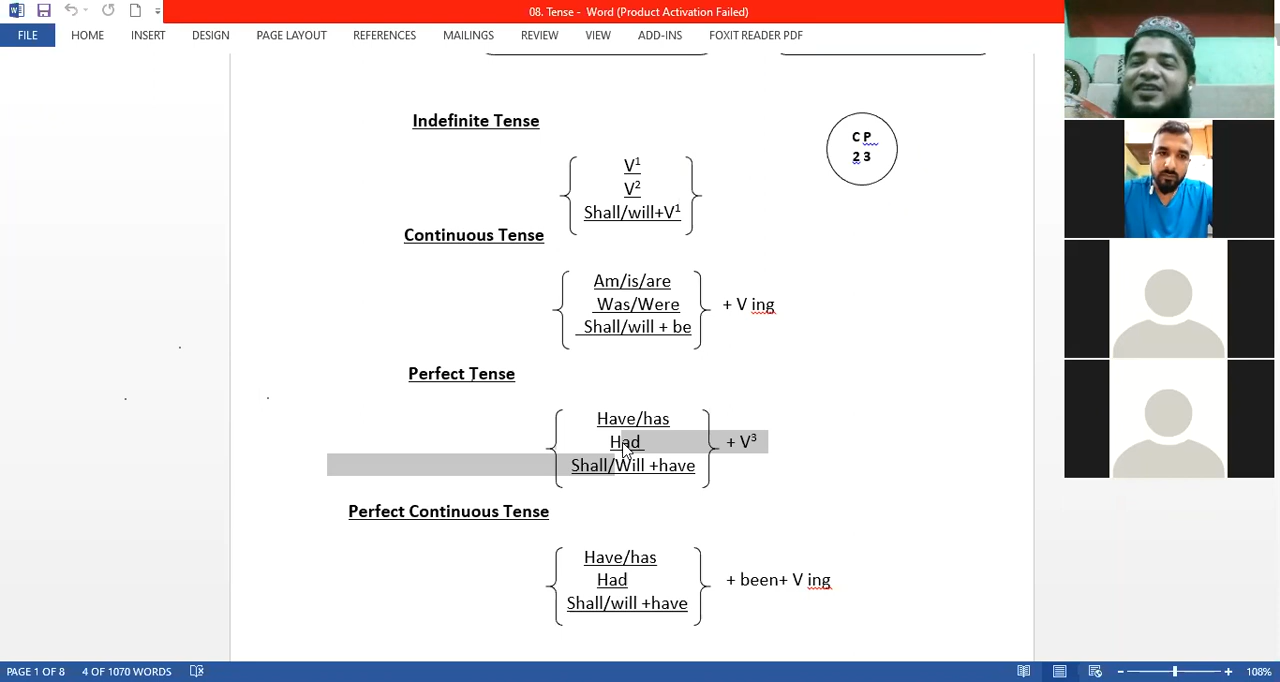 08. Tense - Word (Product Activation Failed)
FILE HOME INSERT DESIGN PAGE LAYOUT REFERENCES MAILINGS REVIEW VIEW ADD-INS FOXIT READER PDF
Indefinite Tense
C P
2 3
V¹
V²
Shall/will+V¹
Continuous Tense
Am/is/are
Was/Were + V ing
Shall/will + be
Perfect Tense
Have/has
Had + V³
Shall/Will +have
Perfect Continuous Tense
Have/has
Had + been+ V ing
Shall/will +have
PAGE 1 OF 8 4 OF 1070 WORDS 108%